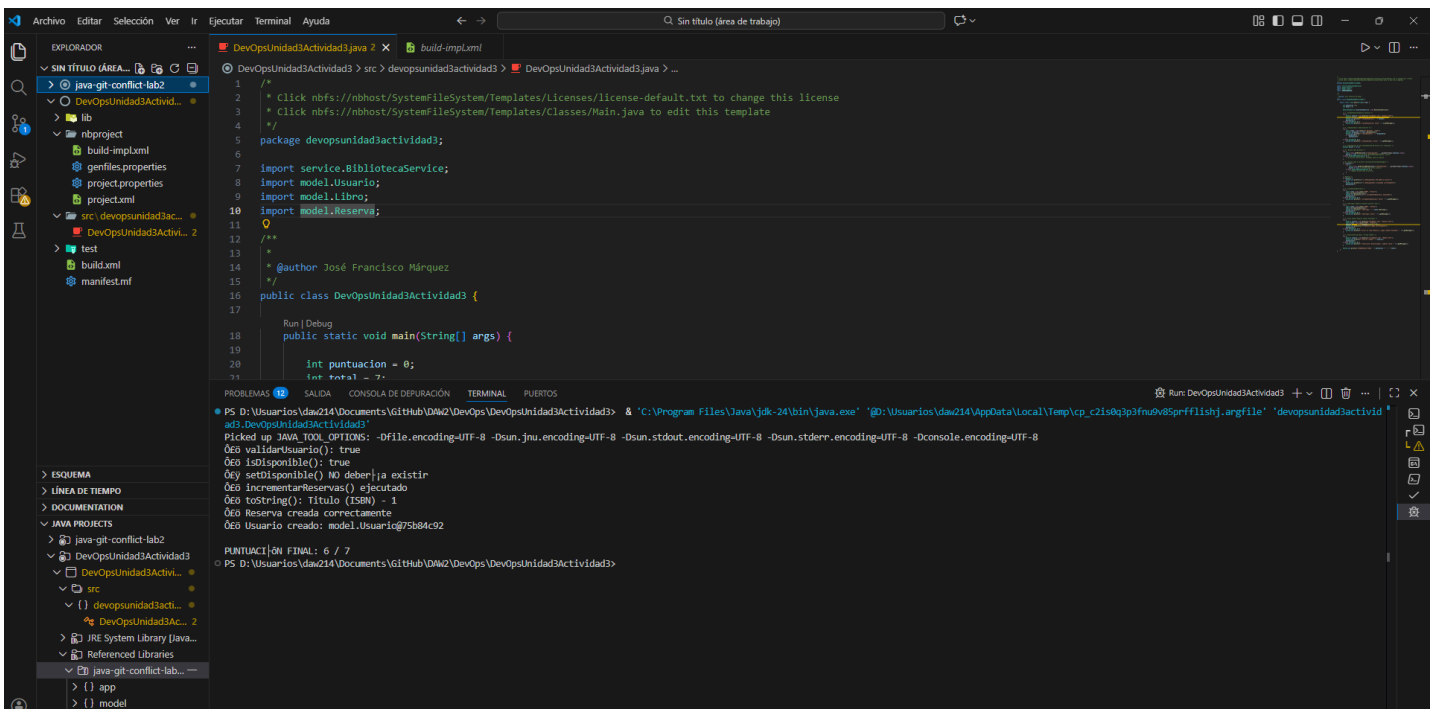 Archivo Editar Selección Ver Ir Ejecutar Terminal Ayuda
Sin título (área de trabajo)
EXPLORADOR
SIN TÍTULO (ÁREA...
java-git-conflict-lab2
DevOpsUnidad3Activid...
lib
nbproject
build-impl.xml
genfiles.properties
project.properties
project.xml
src\devopsunidad3ac...
DevOpsUnidad3Activi... 2
test
build.xml
manifest.mf
ESQUEMA
LÍNEA DE TIEMPO
DOCUMENTATION
JAVA PROJECTS
java-git-conflict-lab2
DevOpsUnidad3Actividad3
DevOpsUnidad3Activi...
src
{} devopsunidad3acti...
DevOpsUnidad3Ac... 2
JRE System Library [Java...
Referenced Libraries
java-git-conflict-lab...
{} app
{} model
DevOpsUnidad3Actividad3.java 2 build-impl.xml
DevOpsUnidad3Actividad3 > src > devopsunidad3actividad3 > DevOpsUnidad3Actividad3.java > ...
1 /*
2 * Click nbfs://nbhost/SystemFileSystem/Templates/Licenses/license-default.txt to change this license
3 * Click nbfs://nbhost/SystemFileSystem/Templates/Classes/Main.java to edit this template
4 */
5 package devopsunidad3actividad3;
6
7 import service.BibliotecaService;
8 import model.Usuario;
9 import model.Libro;
10 import model.Reserva;
11
12 /**
13 *
14 * @author José Francisco Márquez
15 */
16 public class DevOpsUnidad3Actividad3 {
17
Run | Debug
18 public static void main(String[] args) {
19
20 int puntuacion = 0;
21 int total = 7;
PROBLEMAS 12 SALIDA CONSOLA DE DEPURACIÓN TERMINAL PUERTOS
Run: DevOpsUnidad3Actividad3
PS D:\Usuarios\daw214\Documents\GitHub\DAW2\DevOps\DevOpsUnidad3Actividad3> & 'C:\Program Files\Java\jdk-24\bin\java.exe' '@D:\Usuarios\daw214\AppData\Local\Temp\cp_c2is0q3p3fnu9v85prfflishj.argfile' 'devopsunidad3activid
ad3.DevOpsUnidad3Actividad3'
Picked up JAVA_TOOL_OPTIONS: -Dfile.encoding=UTF-8 -Dsun.jnu.encoding=UTF-8 -Dsun.stdout.encoding=UTF-8 -Dsun.stderr.encoding=UTF-8 -Dconsole.encoding=UTF-8
Ô£ö validarUsuario(): true
Ô£ö isDisponible(): true
Ô£ÿ setDisponible() NO deber├¡a existir
Ô£ö incrementarReservas() ejecutado
Ô£ö toString(): Titulo (ISBN) - 1
Ô£ö Reserva creada correctamente
Ô£ö Usuario creado: model.Usuario@75b84c92
PUNTUACI├ôN FINAL: 6 / 7
PS D:\Usuarios\daw214\Documents\GitHub\DAW2\DevOps\DevOpsUnidad3Actividad3>